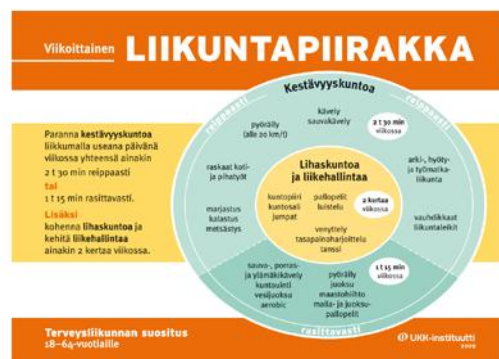 Viikoittainen LIIKUNTAPIIRAKKA
Paranna kestävyyskuntoa
liikkumalla useana päivänä
viikossa yhteensä ainakin
2 t 30 min reippaasti
tai
1 t 15 min rasittavasti.
Lisäksi
kohenna lihaskuntoa ja
kehitä liikehallintaa
ainakin 2 kertaa viikossa.
reippaasti
Kestävyyskuntoa
reippaasti
pyöräily
(alle 20 km/t)
kävely
sauvakävely
2 t 30 min
viikossa
raskaat koti-
ja pihatyöt
marjastus
kalastus
metsästys
arki-, hyöty-
ja työmatka-
liikunta
vauhdikkaat
liikuntaleikit
Lihaskuntoa
ja liikehallintaa
kuntopiiri
kuntosali
jumpat
pallopelit
luistelu
2 kertaa
viikossa
venyttely
tasapainoharjoittelu
tanssi
sauva-, porras-
ja ylämäkikävely
kuntouinti
vesijuoksu
aerobic
pyöräily
juoksu
maastohiihto
maila- ja juoksu-
pallopelit
1 t 15 min
viikossa
rasittavasti
Terveysliikunnan suositus
18–64-vuotiaille
UKK-instituutti
2009